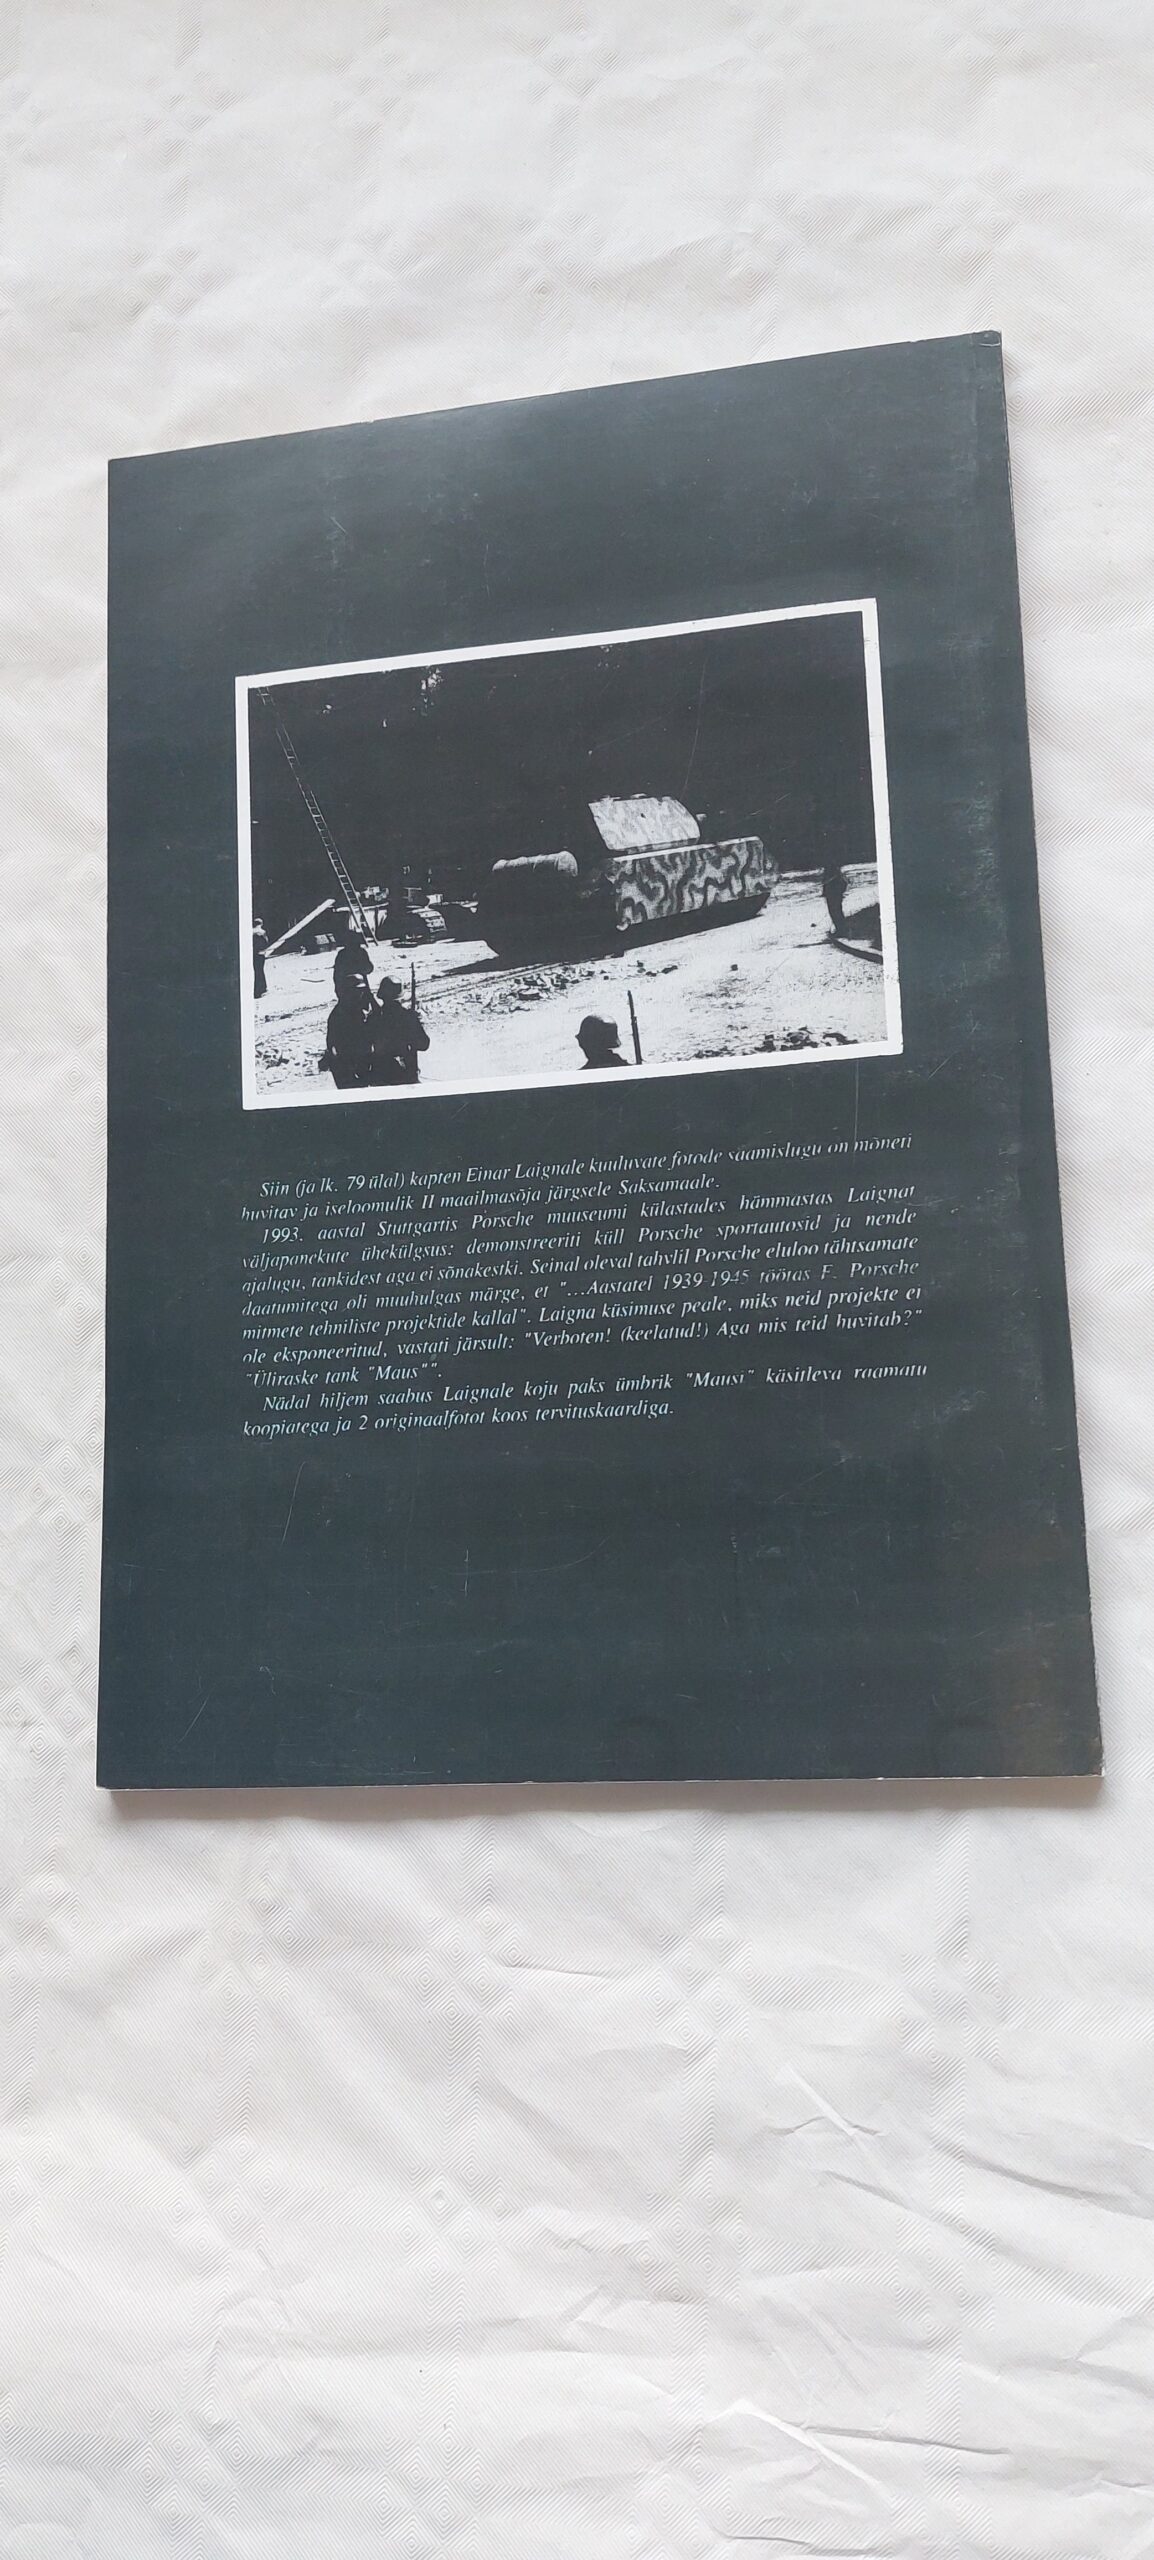 Siin (ja lk. 79 ülal) kapten Einar Laignale kuuluvate fotode saamislugu on mõneti
huvitav ja iseloomulik II maailmasõja järgsele Saksamaale.
1993. aastal Stuttgartis Porsche muuseumi külastades hämmastas Laignat
väljapanekute ühekülgsus: demonstreeriti küll Porsche sportautosid ja nende
ajalugu, tankidest aga ei sõnakestki. Seinal oleval tahvlil Porsche eluloo tähtsamate
daatumitega oli muuhulgas märge, et "...Aastatel 1939-1945 töötas F. Porsche
mitmete tehniliste projektide kallal". Laigna küsimuse peale, miks neid projekte ei
ole eksponeeritud, vastati järsult: "Verboten! (keelatud!) Aga mis teid huvitab?"
"Üliraske tank "Maus"".
Nädal hiljem saabus Laignale koju paks ümbrik "Mausi" käsitleva raamatu
koopiatega ja 2 originaalfotot koos tervituskaardiga.